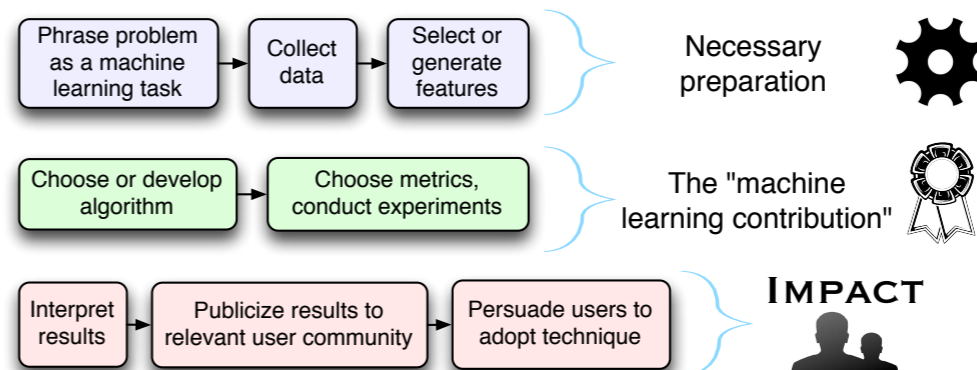 Phrase problem
as a machine
learning task
Collect
data
Select or
generate
features
Necessary
preparation
Choose or develop
algorithm
Choose metrics,
conduct experiments
The "machine
learning contribution"
Interpret
results
Publicize results to
relevant user community
Persuade users to
adopt technique
IMPACT